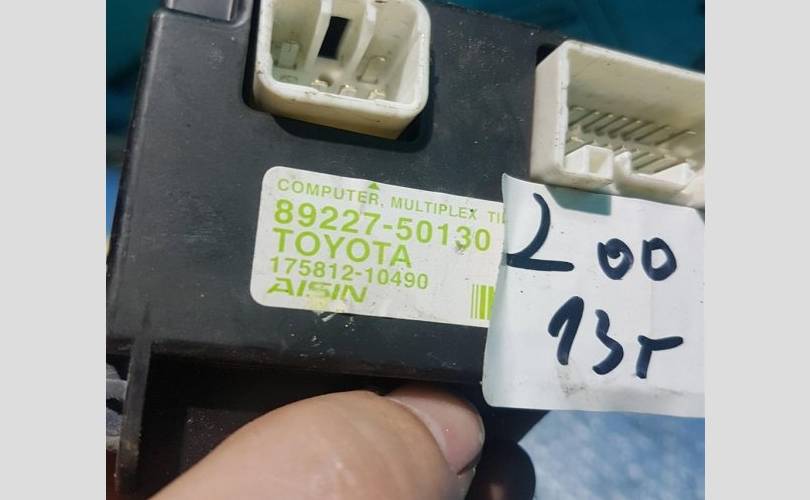 COMPUTER, MULTIPLEX
89227-50130
TOYOTA
175812-10490
AISIN
200
13г